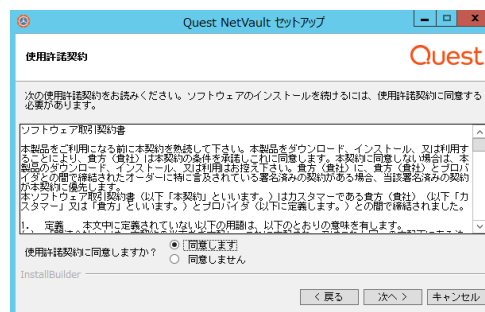 Quest NetVault セットアップ
使用許諾契約
Quest
次の使用許諾契約をお読みください。ソフトウェアのインストールを続けるには、使用許諾契約に同意する
必要があります。
ソフトウェア取引契約書
本製品をご利用になる前に本契約を熟読して下さい。本製品をダウンロード、インストール、又は利用す
ることにより、貴方（貴社）は本契約の条件を承諾しこれに同意します。本契約に同意しない場合は、本
製品のダウンロード、インストール、又は利用はお控え下さい。貴方（貴社）に、貴方（貴社）とプロバ
イダとの間で締結されたオーダーに特に言及されている署名済みの契約がある場合、当該署名済みの契約
が本契約に優先します。
本ソフトウェア取引契約書（以下「本契約」といいます。）はカスタマーである貴方（貴社）（以下「カ
スタマー」又は「貴方」といいます。）とプロバイダ（以下に定義します。）との間で締結されました。
1. 定義 本文中に定義されていない以下の用語は、以下のとおりの意味を有します。
使用許諾契約に同意しますか？
同意します
同意しません
InstallBuilder
< 戻る
次へ >
キャンセル